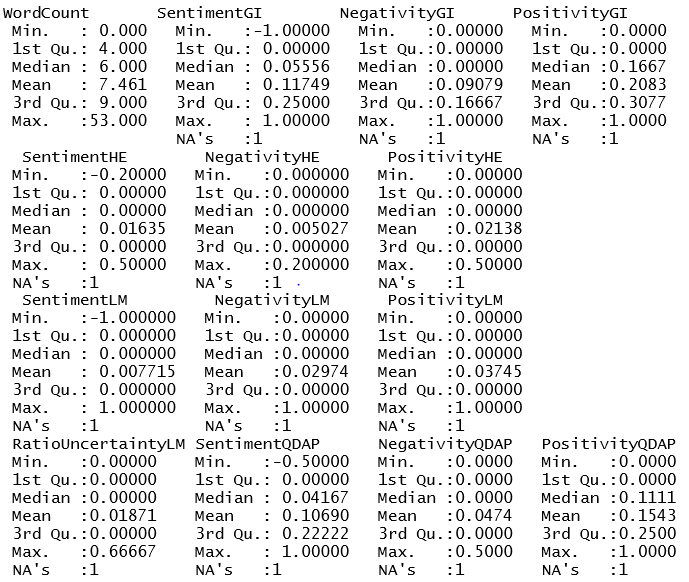 WordCount SentimentGI NegativityGI PositivityGI
Min. : 0.000 Min. :-1.00000 Min. :0.00000 Min. :0.0000
1st Qu.: 4.000 1st Qu.: 0.00000 1st Qu.:0.00000 1st Qu.:0.0000
Median : 6.000 Median : 0.05556 Median :0.00000 Median :0.1667
Mean : 7.461 Mean : 0.11749 Mean :0.09079 Mean :0.2083
3rd Qu.: 9.000 3rd Qu.: 0.25000 3rd Qu.:0.16667 3rd Qu.:0.3077
Max. :53.000 Max. : 1.00000 Max. :1.00000 Max. :1.0000
NA's :1 NA's :1 NA's :1
SentimentHE NegativityHE PositivityHE
Min. :-0.20000 Min. :0.000000 Min. :0.00000
1st Qu.: 0.00000 1st Qu.:0.000000 1st Qu.:0.00000
Median : 0.00000 Median :0.000000 Median :0.00000
Mean : 0.01635 Mean :0.005027 Mean :0.02138
3rd Qu.: 0.00000 3rd Qu.:0.000000 3rd Qu.:0.00000
Max. : 0.50000 Max. :0.200000 Max. :0.50000
NA's :1 NA's :1 NA's :1
SentimentLM NegativityLM PositivityLM
Min. :-1.000000 Min. :0.00000 Min. :0.00000
1st Qu.: 0.000000 1st Qu.:0.00000 1st Qu.:0.00000
Median : 0.000000 Median :0.00000 Median :0.00000
Mean : 0.007715 Mean :0.02974 Mean :0.03745
3rd Qu.: 0.000000 3rd Qu.:0.00000 3rd Qu.:0.00000
Max. : 1.000000 Max. :1.00000 Max. :1.00000
NA's :1 NA's :1 NA's :1
RatioUncertaintyLM SentimentQDAP NegativityQDAP PositivityQDAP
Min. :0.00000 Min. :-0.50000 Min. :0.0000 Min. :0.0000
1st Qu.:0.00000 1st Qu.: 0.00000 1st Qu.:0.0000 1st Qu.:0.0000
Median :0.00000 Median : 0.04167 Median :0.0000 Median :0.1111
Mean :0.01871 Mean : 0.10690 Mean :0.0474 Mean :0.1543
3rd Qu.:0.00000 3rd Qu.: 0.22222 3rd Qu.:0.0000 3rd Qu.:0.2500
Max. :0.66667 Max. : 1.00000 Max. :0.5000 Max. :1.0000
NA's :1 NA's :1 NA's :1 NA's :1